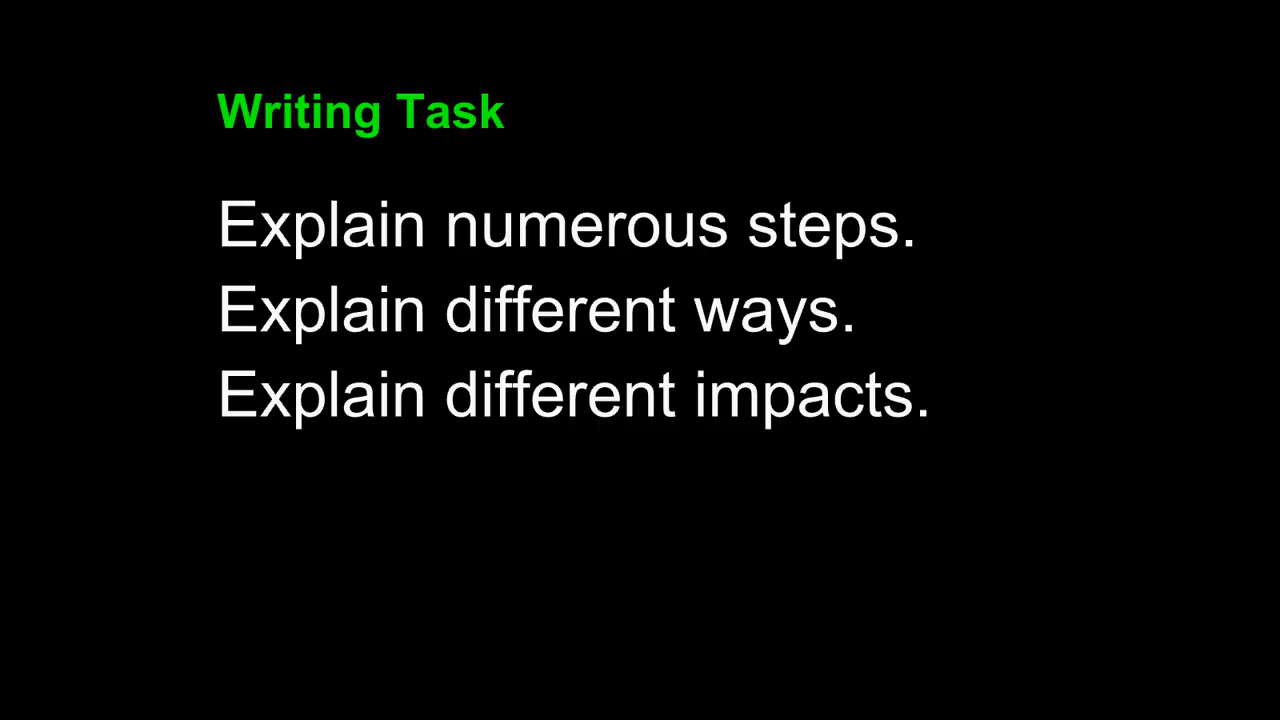 Writing Task
Explain numerous steps.
Explain different ways.
Explain different impacts.